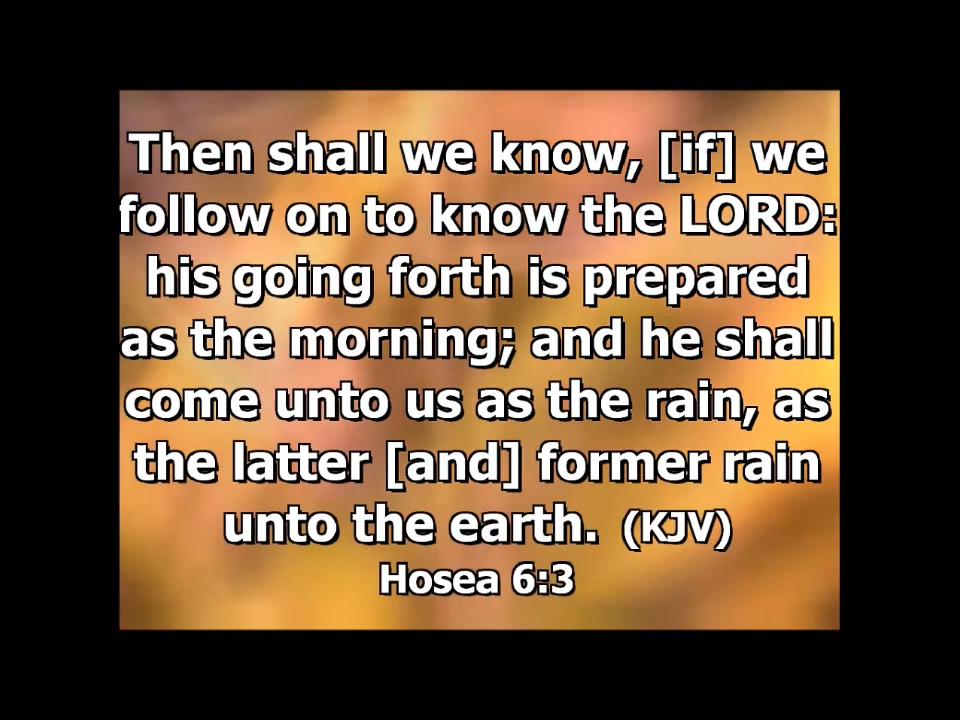 Then shall we know, [if] we
follow on to know the LORD:
his going forth is prepared
as the morning; and he shall
come unto us as the rain, as
the latter [and] former rain
unto the earth. (KJV)
Hosea 6:3